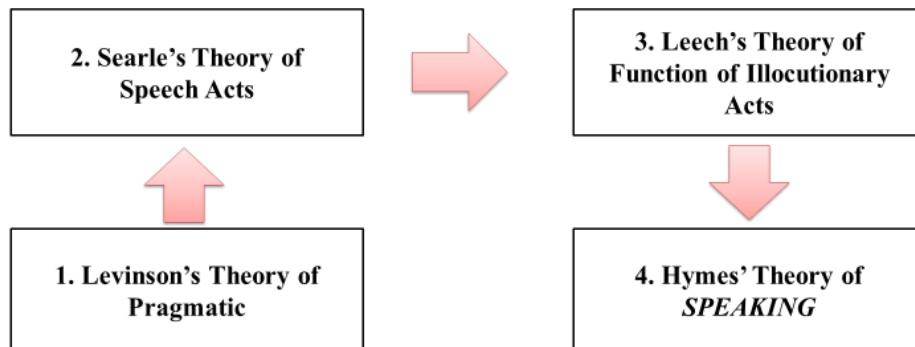 2. Searle’s Theory of
Speech Acts
3. Leech’s Theory of
Function of Illocutionary
Acts
1. Levinson’s Theory of
Pragmatic
4. Hymes’ Theory of
SPEAKING